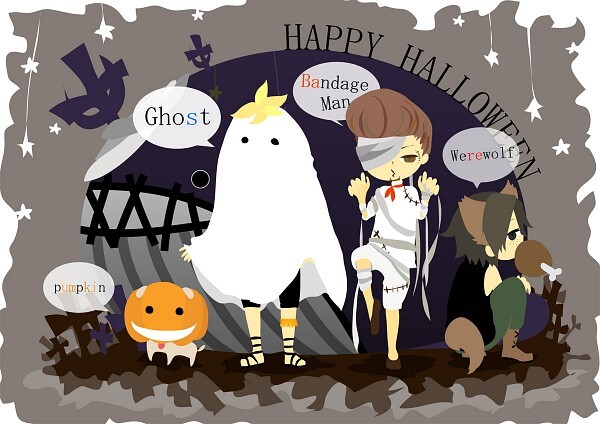 HAPPY HALLOWEEN
Ghost
Bandage
Man
Werewolf
pumpkin